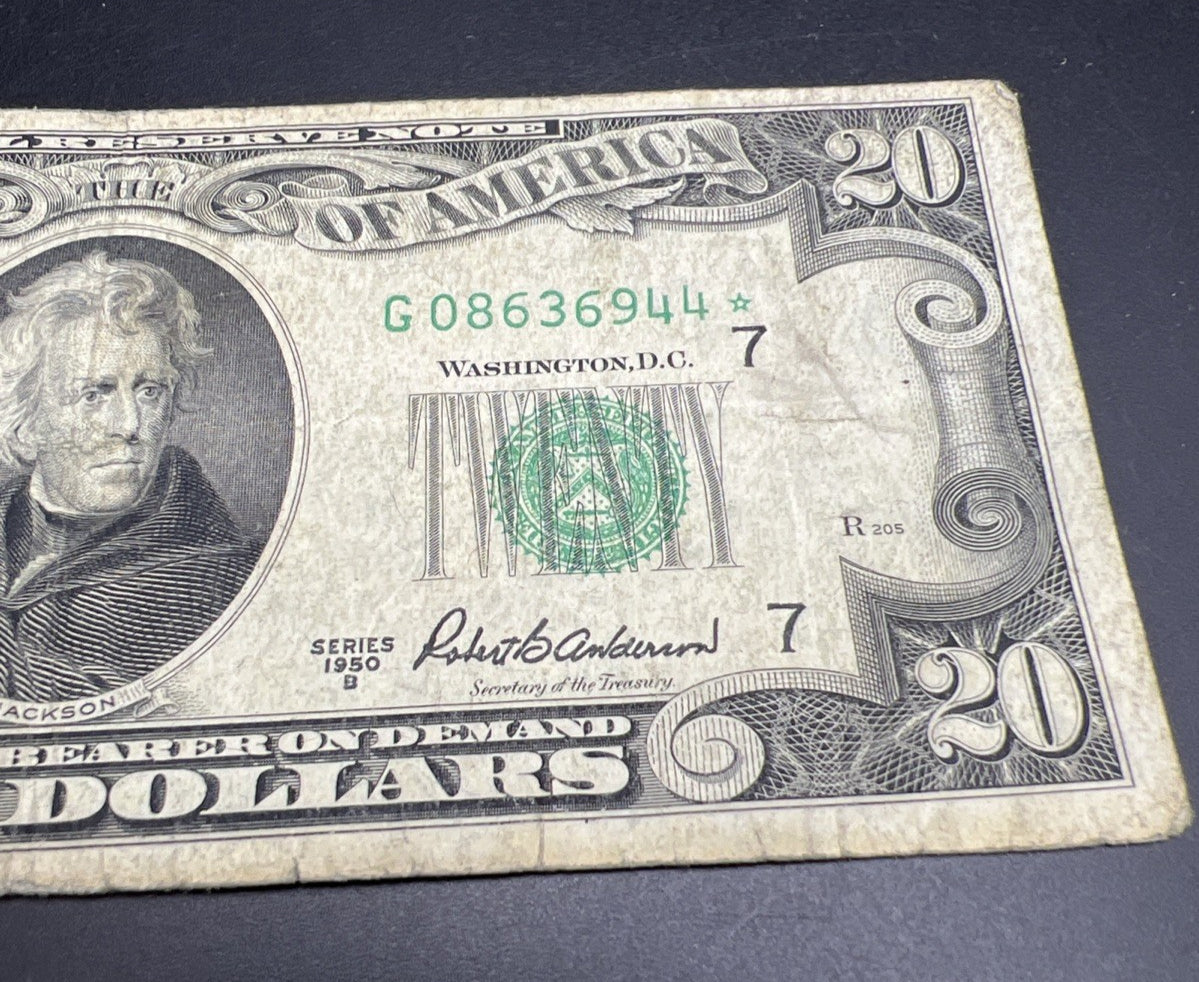 L RESERVE NOTE
THE
OF AMERICA
20
G 08636944 ☆
WASHINGTON, D.C.
7
TWENTY
R 205
SERIES
1950
B
Robert B Anderson
Secretary of the Treasury.
7
20
JACKSON
BEARER ON DEMAND
DOLLARS